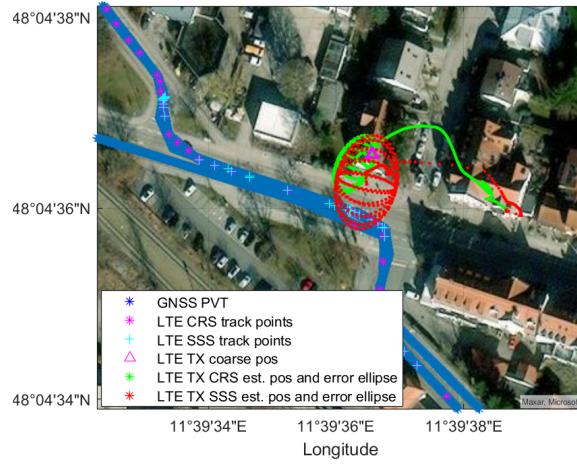 48°04'38"N
48°04'36"N
48°04'34"N
GNSS PVT
LTE CRS track points
LTE SSS track points
LTE TX coarse pos
LTE TX CRS est. pos and error ellipse
LTE TX SSS est. pos and error ellipse
Maxar, Microsoft
11°39'34"E
11°39'36"E
11°39'38"E
Longitude